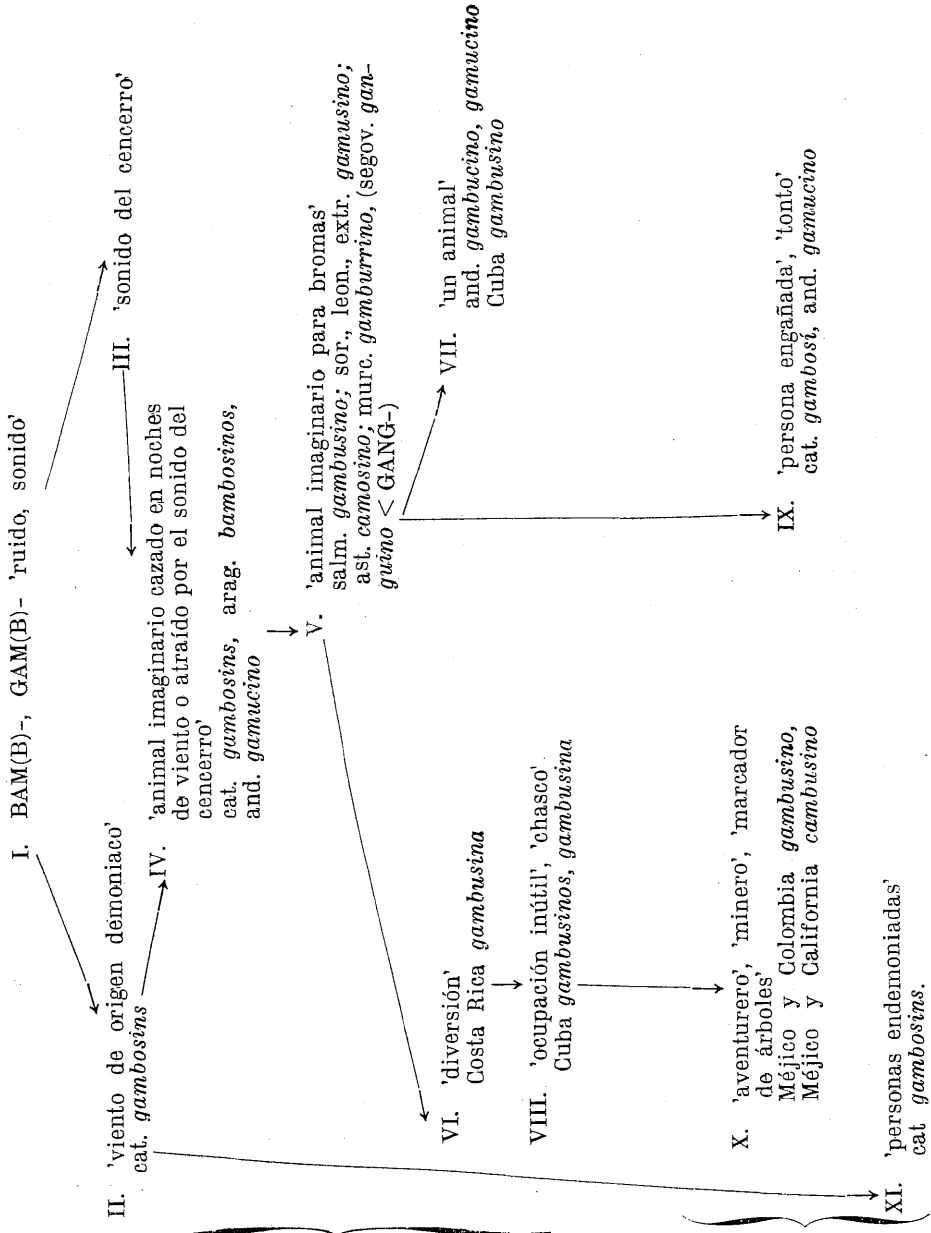 I. BAM(B)-, GAM(B)- 'ruido, sonido'
II. 'viento de origen demoniaco'
cat. gambosins
III. 'sonido del cencerro'
IV. 'animal imaginario cazado en noches
de viento o atraído por el sonido del
cencerro'
cat. gambosins, arag. bambosinos,
and. gamucino
V. 'animal imaginario para bromas'
salm. gambusino; sor., leon., extr. gamusino;
ast. camosino; murc. gamburrino, (segov. gan-
guino < GANG-)
VI. 'diversión'
Costa Rica gambusina
VII. 'un animal'
and. gambucino, gamucino
Cuba gambusino
VIII. 'ocupación inútil', 'chasco'
Cuba gambusinos, gambusina
IX. 'persona engañada', 'tonto'
cat. gambosí, and. gamucino
X. 'aventurero', 'minero', 'marcador
de árboles'
Méjico y Colombia gambusino,
Méjico y California cambusino
XI. 'personas endemoniadas'
cat gambosins.